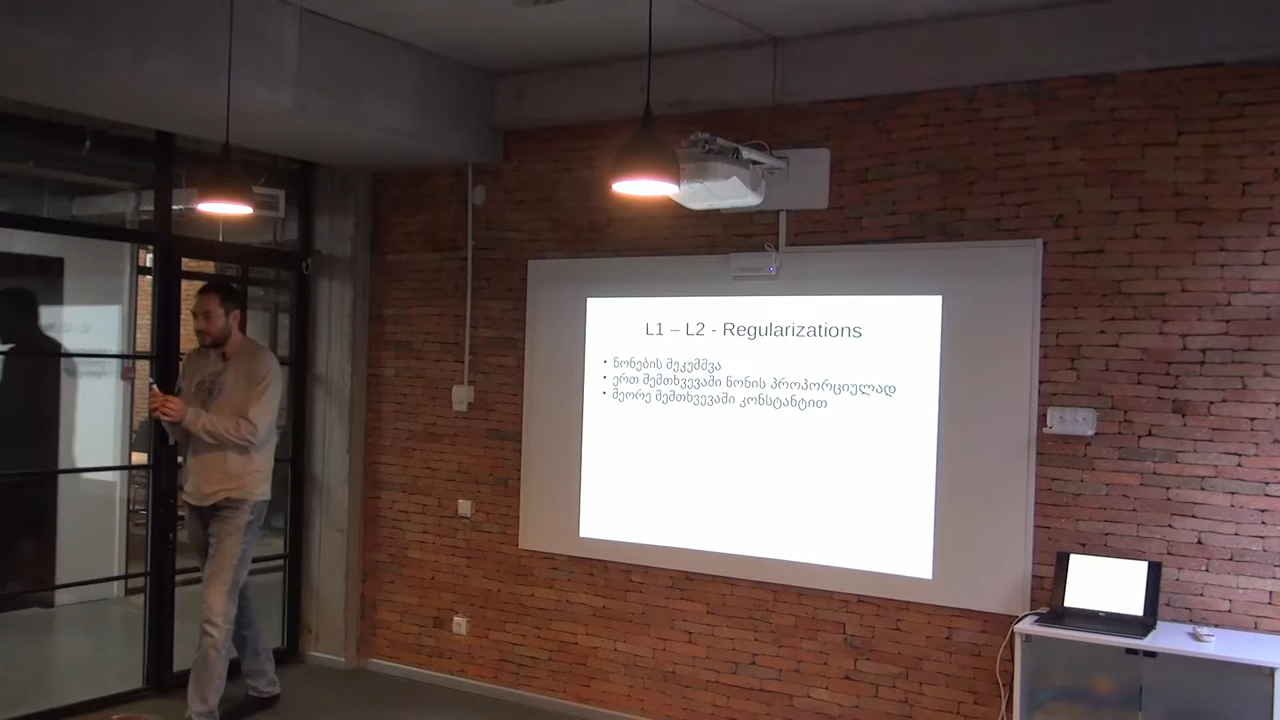 L1 – L2 - Regularizations
• წონების შეკუმშვა
• ერთ შემთხვევაში წონის პროპორციულად
• მეორე შემთხვევაში კონსტანტით